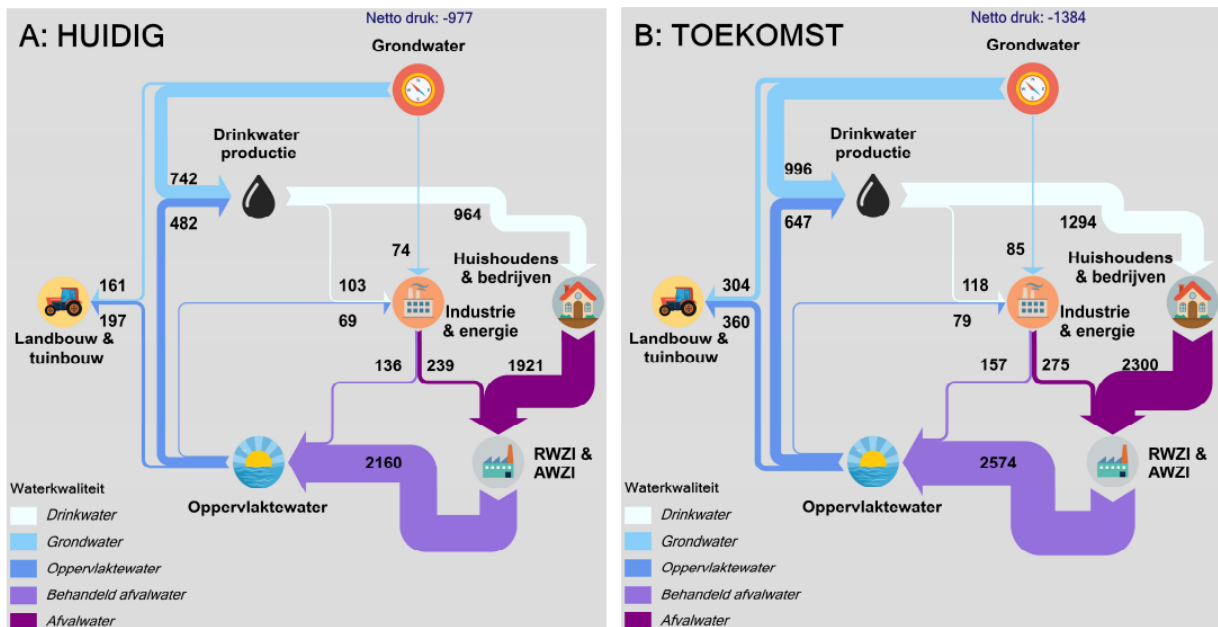 Netto druk: -977
A: HUIDIG
Grondwater
Drinkwater
productie
742
482
964
74
Huishoudens
& bedrijven
161
197
103
69
Industrie
& energie
Landbouw &
tuinbouw
136
239
1921
2160
RWZI &
AWZI
Oppervlaktewater
Waterkwaliteit
Drinkwater
Grondwater
Oppervlaktewater
Behandeld afvalwater
Afvalwater
Netto druk: -1384
B: TOEKOMST
Grondwater
Drinkwater
productie
996
647
1294
85
Huishoudens
& bedrijven
304
360
118
79
Industrie
& energie
Landbouw &
tuinbouw
157
275
2300
2574
RWZI &
AWZI
Oppervlaktewater
Waterkwaliteit
Drinkwater
Grondwater
Oppervlaktewater
Behandeld afvalwater
Afvalwater